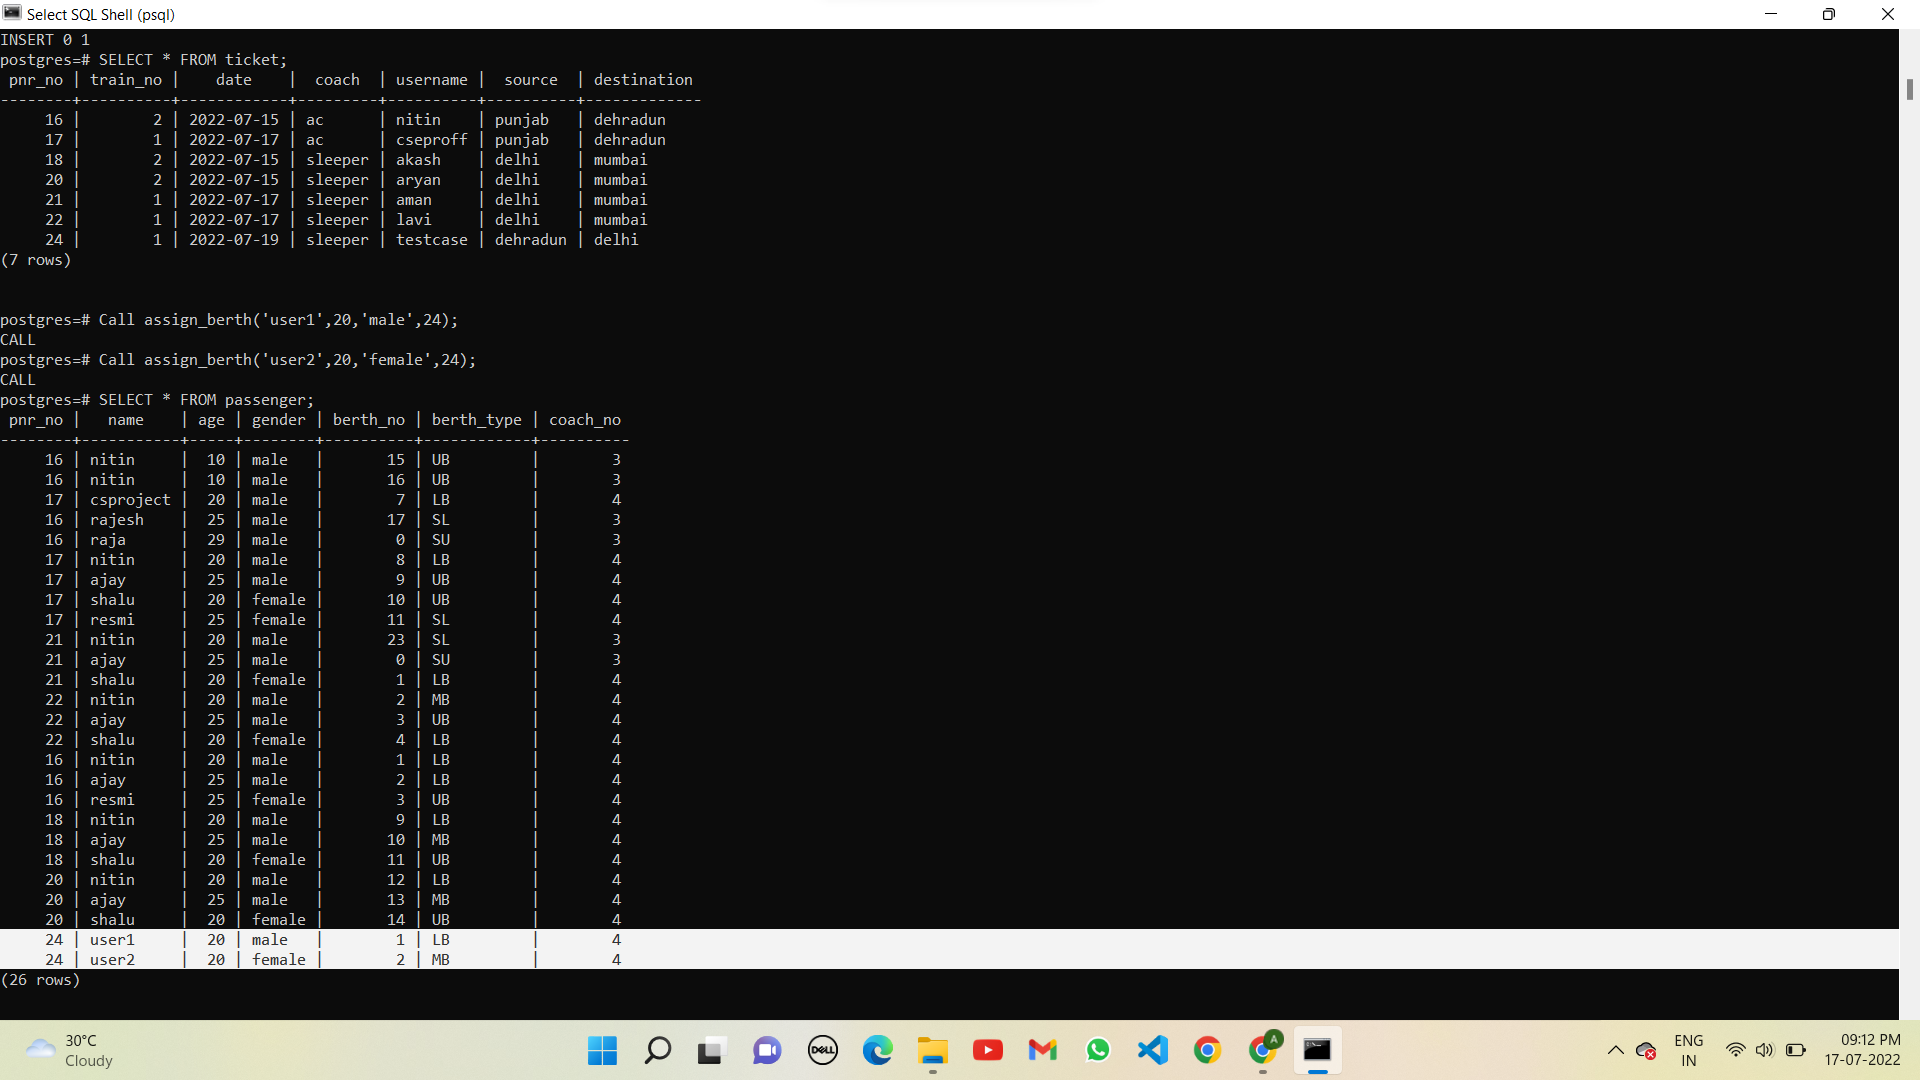 Select SQL Shell (psql)
INSERT 0 1
postgres=# SELECT * FROM ticket;
 pnr_no | train_no |    date    |  coach  | username |  source  | destination
--------+----------+------------+---------+----------+----------+-------------
     16 |        2 | 2022-07-15 | ac      | nitin    | punjab   | dehradun
     17 |        1 | 2022-07-17 | ac      | cseproff | punjab   | dehradun
     18 |        2 | 2022-07-15 | sleeper | akash    | delhi    | mumbai
     20 |        2 | 2022-07-15 | sleeper | aryan    | delhi    | mumbai
     21 |        1 | 2022-07-17 | sleeper | aman     | delhi    | mumbai
     22 |        1 | 2022-07-17 | sleeper | lavi     | delhi    | mumbai
     24 |        1 | 2022-07-19 | sleeper | testcase | dehradun | delhi
(7 rows)
postgres=# Call assign_berth('user1',20,'male',24);
CALL
postgres=# Call assign_berth('user2',20,'female',24);
CALL
postgres=# SELECT * FROM passenger;
 pnr_no |   name    | age | gender | berth_no | berth_type | coach_no
--------+-----------+-----+--------+----------+------------+----------
     16 | nitin     |  10 | male   |       15 | UB         |        3
     16 | nitin     |  10 | male   |       16 | UB         |        3
     17 | csproject |  20 | male   |        7 | LB         |        4
     16 | rajesh    |  25 | male   |       17 | SL         |        3
     16 | raja      |  29 | male   |        0 | SU         |        3
     17 | nitin     |  20 | male   |        8 | LB         |        4
     17 | ajay      |  25 | male   |        9 | UB         |        4
     17 | shalu     |  20 | female |       10 | UB         |        4
     17 | resmi     |  25 | female |       11 | SL         |        4
     21 | nitin     |  20 | male   |       23 | SL         |        3
     21 | ajay      |  25 | male   |        0 | SU         |        3
     21 | shalu     |  20 | female |        1 | LB         |        4
     22 | nitin     |  20 | male   |        2 | MB         |        4
     22 | ajay      |  25 | male   |        3 | UB         |        4
     22 | shalu     |  20 | female |        4 | LB         |        4
     16 | nitin     |  20 | male   |        1 | LB         |        4
     16 | ajay      |  25 | male   |        2 | LB         |        4
     16 | resmi     |  25 | female |        3 | UB         |        4
     18 | nitin     |  20 | male   |        9 | LB         |        4
     18 | ajay      |  25 | male   |       10 | MB         |        4
     18 | shalu     |  20 | female |       11 | UB         |        4
     20 | nitin     |  20 | male   |       12 | LB         |        4
     20 | ajay      |  25 | male   |       13 | MB         |        4
     20 | shalu     |  20 | female |       14 | UB         |        4
     24 | user1     |  20 | male   |        1 | LB         |        4
     24 | user2     |  20 | female |        2 | MB         |        4
(26 rows)
30°C
Cloudy
DELL
A
ENG
IN
09:12 PM
17-07-2022